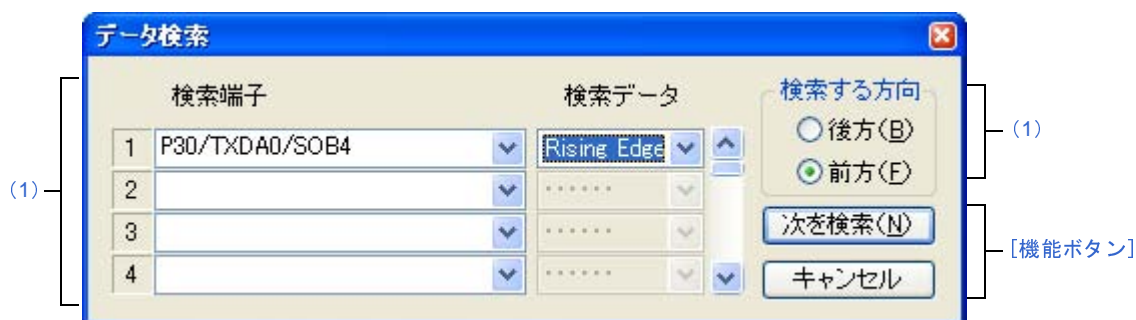 データ検索
検索端子
検索データ
検索する方向
後方(B)
前方(F)
1 P30/TXDA0/SOB4 Rising Edge
2 ......
3 ......
4 ......
次を検索(N)
キャンセル
(1)
(1)
[機能ボタン]